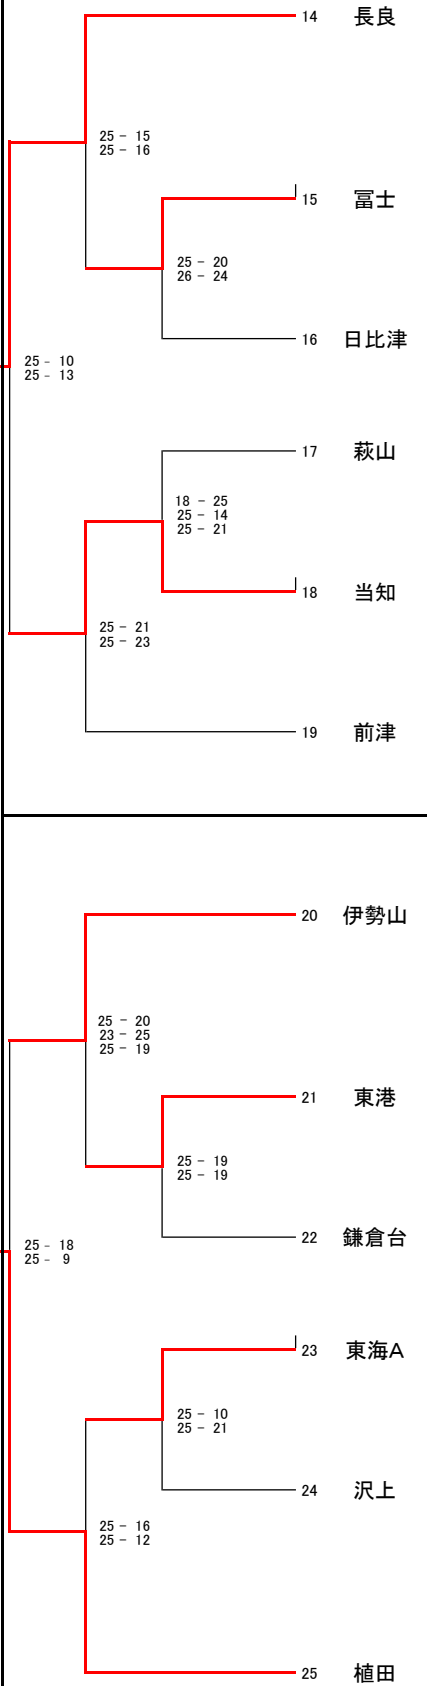 14 長良
25 - 15
25 - 16
15 冨士
25 - 20
26 - 24
16 日比津
25 - 10
25 - 13
17 萩山
18 - 25
25 - 14
25 - 21
18 当知
25 - 21
25 - 23
19 前津
20 伊勢山
25 - 20
23 - 25
25 - 19
21 東港
25 - 19
25 - 19
22 鎌倉台
25 - 18
25 - 9
23 東海A
25 - 10
25 - 21
24 沢上
25 - 16
25 - 12
25 植田